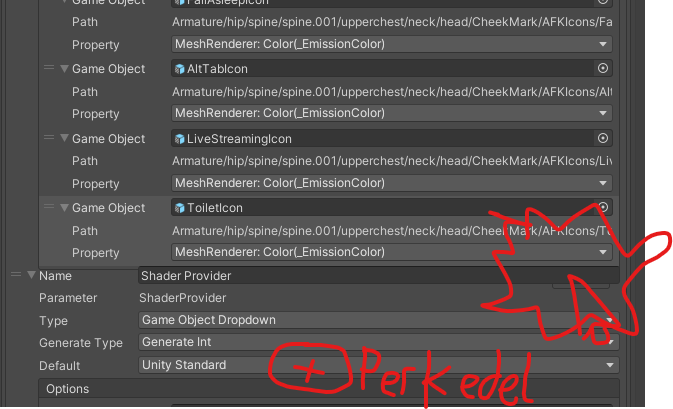 Game Object FallAsleepIcon
Path Armature/hip/spine/spine.001/upperchest/neck/head/CheekMark/AFKIcons/Fa
Property MeshRenderer: Color(_EmissionColor)
Game Object AltTabIcon
Path Armature/hip/spine/spine.001/upperchest/neck/head/CheekMark/AFKIcons/Alt
Property MeshRenderer: Color(_EmissionColor)
Game Object LiveStreamingIcon
Path Armature/hip/spine/spine.001/upperchest/neck/head/CheekMark/AFKIcons/Liv
Property MeshRenderer: Color(_EmissionColor)
Game Object ToiletIcon
Path Armature/hip/spine/spine.001/upperchest/neck/head/CheekMark/AFKIcons/To
Property MeshRenderer: Color(_EmissionColor)
Name Shader Provider
Parameter ShaderProvider
Type Game Object Dropdown
Generate Type Generate Int
Default Unity Standard
+ Perkedel
Options